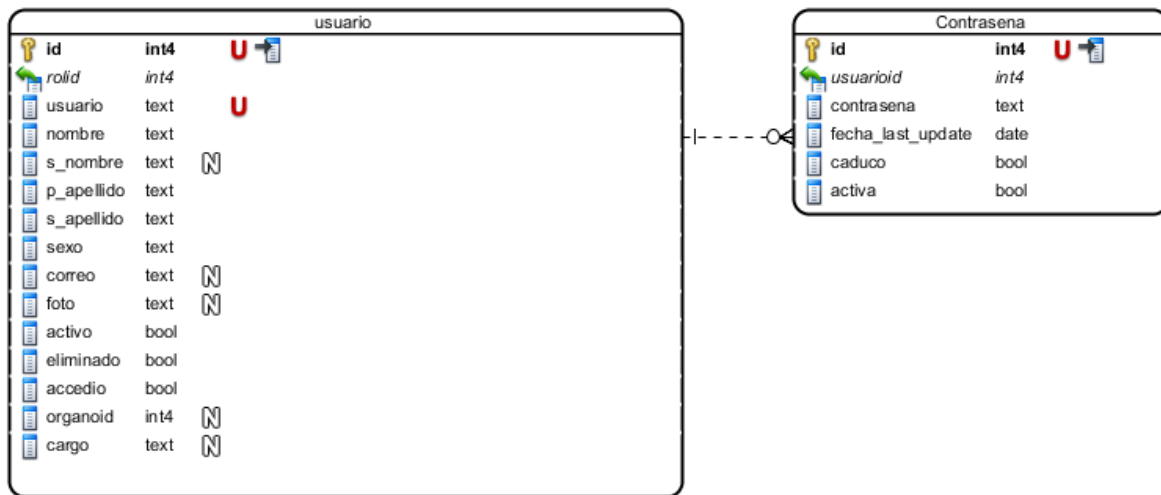 usuario
id int4 U
rolid int4
usuario text U
nombre text
s_nombre text N
p_apellido text
s_apellido text
sexo text
correo text N
foto text N
activo bool
eliminado bool
accedio bool
organoid int4 N
cargo text N
Contrasena
id int4 U
usuarioid int4
contrasena text
fecha_last_update date
caduco bool
activa bool